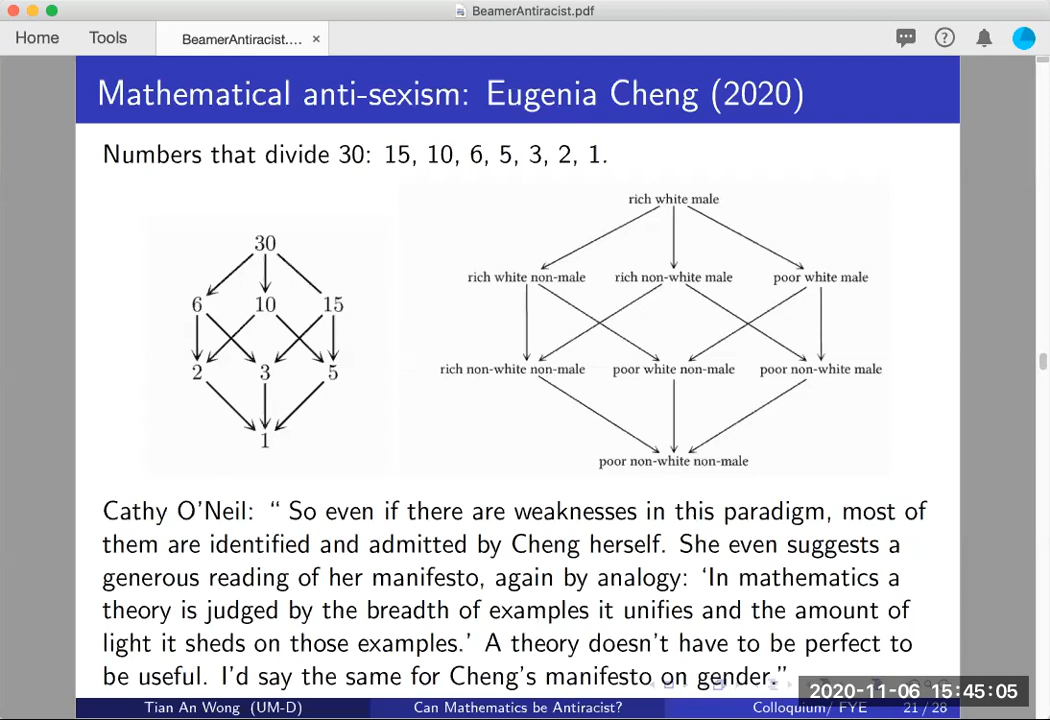 BeamerAntiracist.pdf
Home Tools BeamerAntiracist.... × ?
Mathematical anti-sexism: Eugenia Cheng (2020)
Numbers that divide 30: 15, 10, 6, 5, 3, 2, 1.
30
6 10 15
2 3 5
1
rich white male
rich white non-male rich non-white male poor white male
rich non-white non-male poor white non-male poor non-white male
poor non-white non-male
Cathy O'Neil: “ So even if there are weaknesses in this paradigm, most of
them are identified and admitted by Cheng herself. She even suggests a
generous reading of her manifesto, again by analogy: ‘In mathematics a
theory is judged by the breadth of examples it unifies and the amount of
light it sheds on those examples.’ A theory doesn't have to be perfect to
be useful. I'd say the same for Cheng's manifesto on gender.”
2020-11-06 15:45:05
Tian An Wong (UM-D) Can Mathematics be Antiracist? Colloquium/ FYE 21 / 28